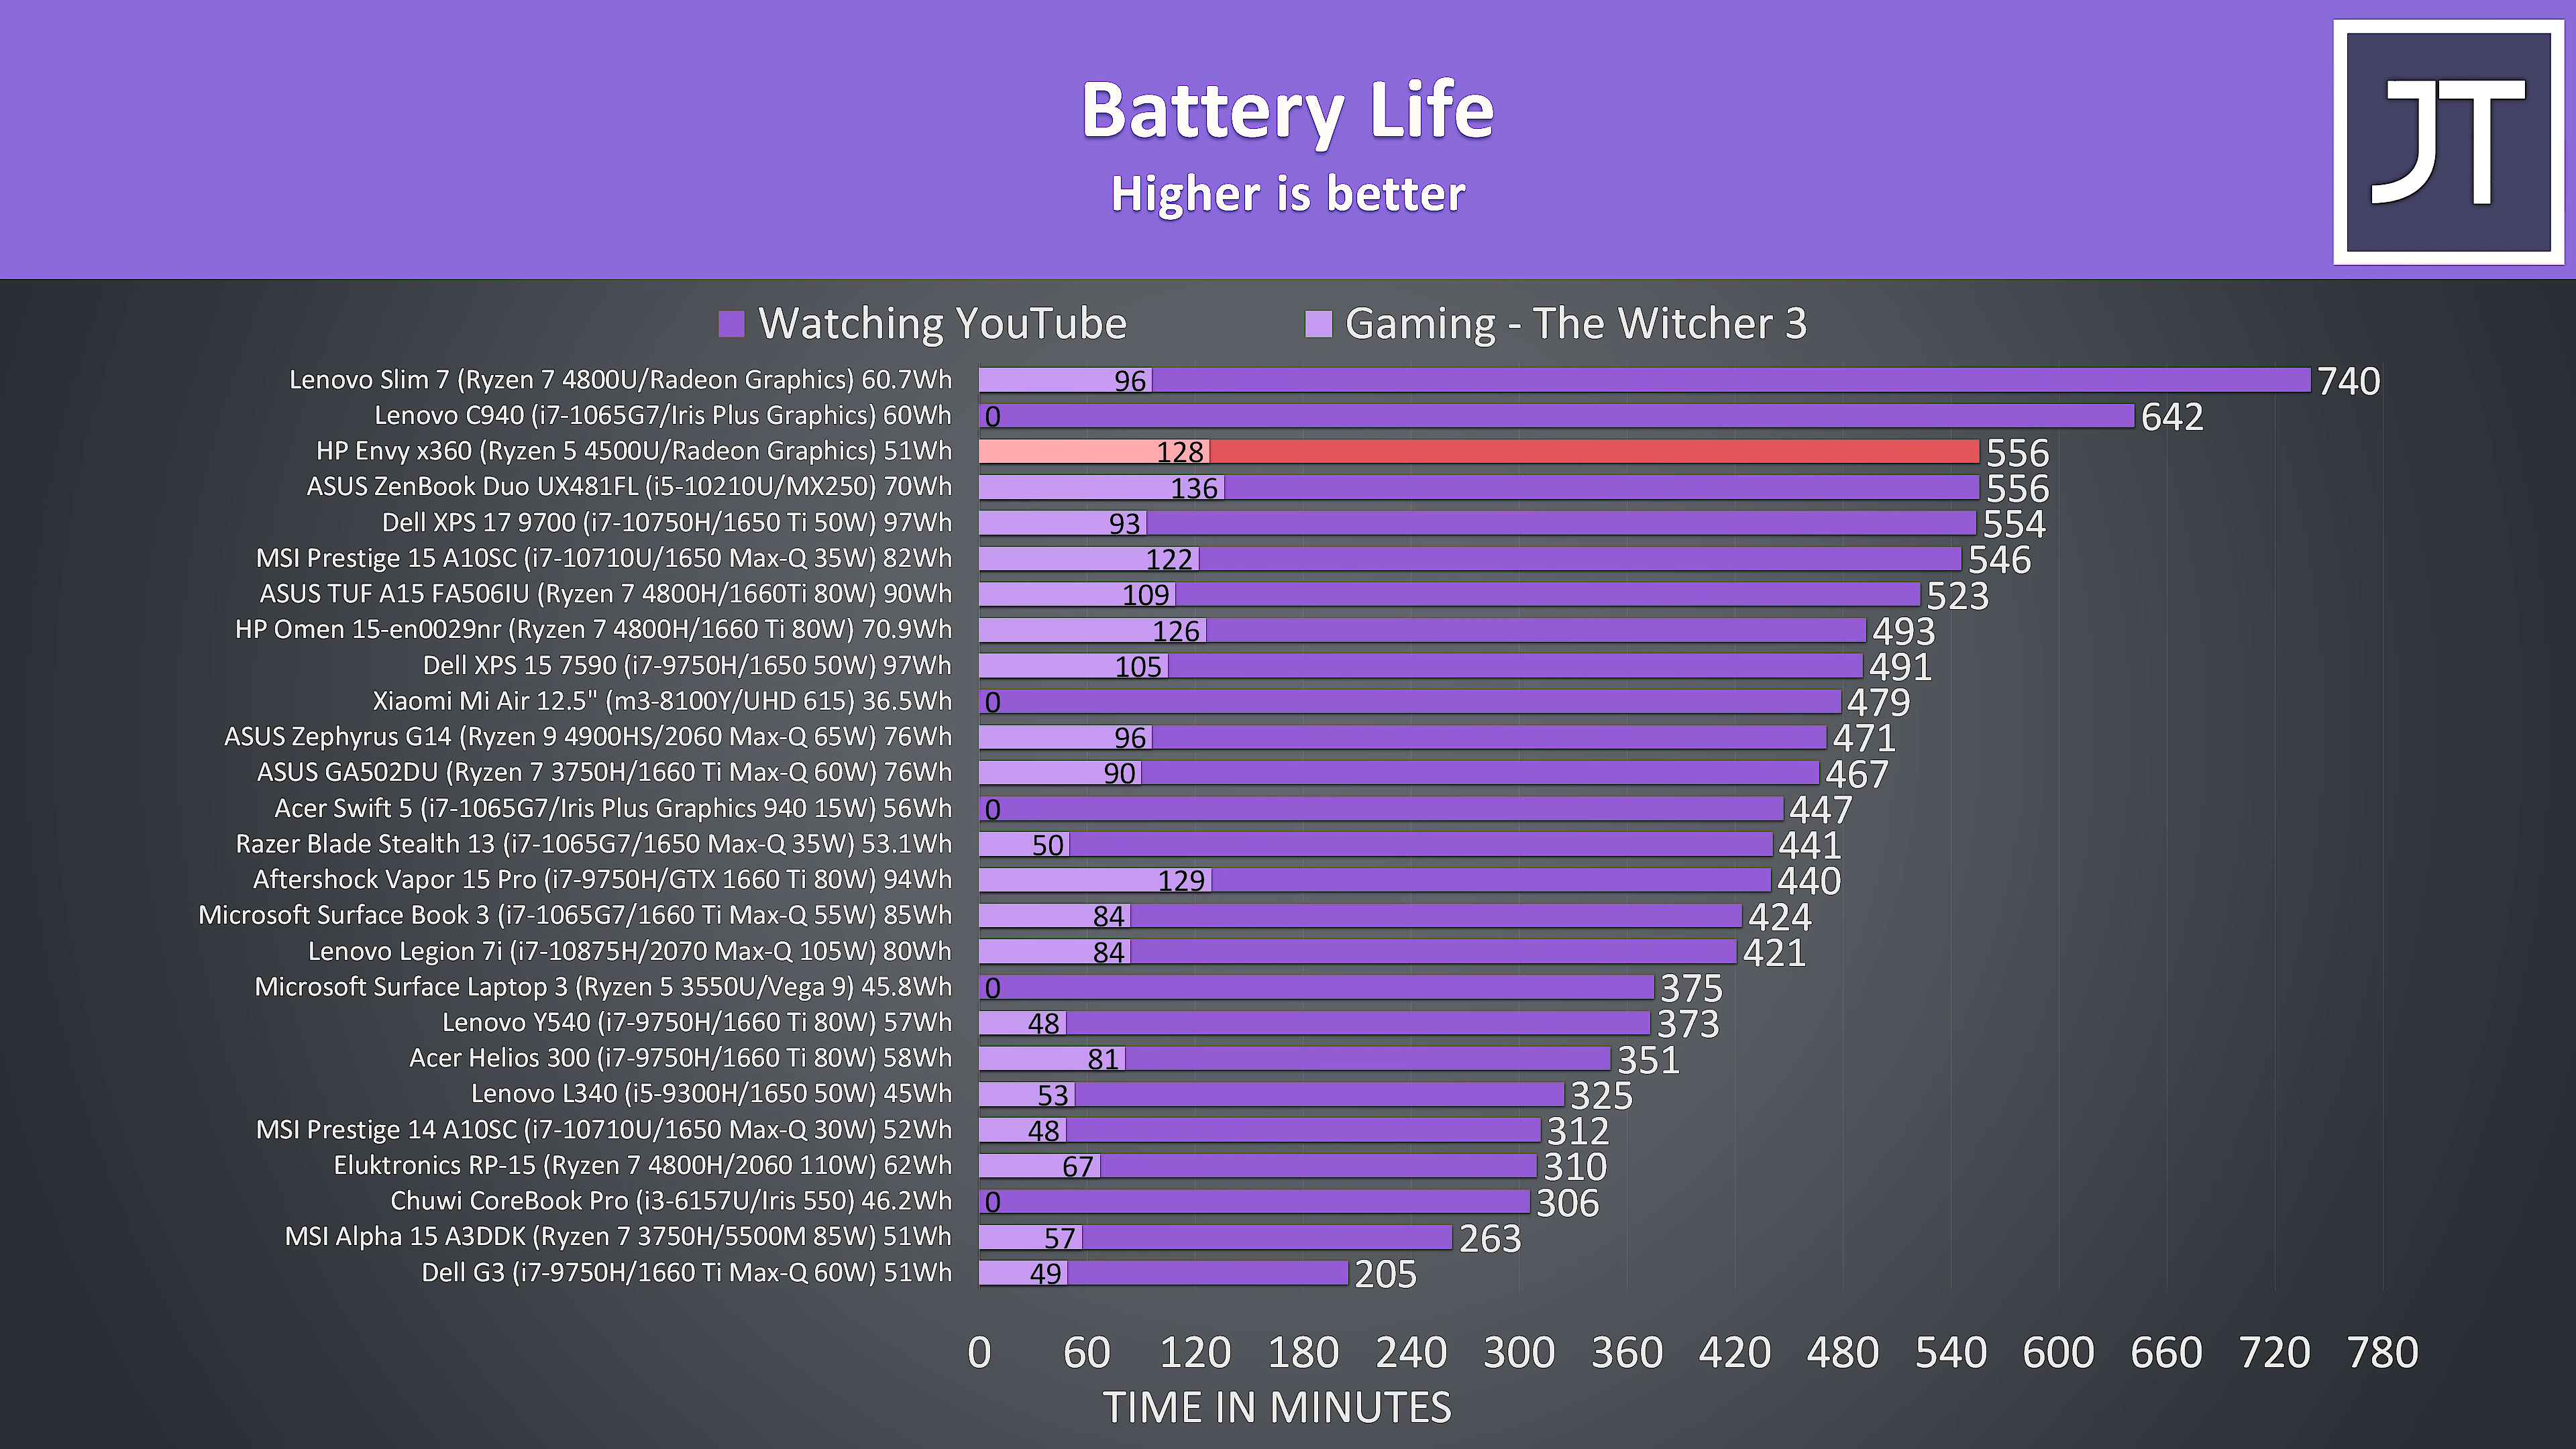 Battery Life
Higher is better
JT
Watching YouTube
Gaming - The Witcher 3
Lenovo Slim 7 (Ryzen 7 4800U/Radeon Graphics) 60.7Wh 96 740
Lenovo C940 (i7-1065G7/Iris Plus Graphics) 60Wh 0 642
HP Envy x360 (Ryzen 5 4500U/Radeon Graphics) 51Wh 128 556
ASUS ZenBook Duo UX481FL (i5-10210U/MX250) 70Wh 136 556
Dell XPS 17 9700 (i7-10750H/1650 Ti 50W) 97Wh 93 554
MSI Prestige 15 A10SC (i7-10710U/1650 Max-Q 35W) 82Wh 122 546
ASUS TUF A15 FA506IU (Ryzen 7 4800H/1660Ti 80W) 90Wh 109 523
HP Omen 15-en0029nr (Ryzen 7 4800H/1660 Ti 80W) 70.9Wh 126 493
Dell XPS 15 7590 (i7-9750H/1650 50W) 97Wh 105 491
Xiaomi Mi Air 12.5" (m3-8100Y/UHD 615) 36.5Wh 0 479
ASUS Zephyrus G14 (Ryzen 9 4900HS/2060 Max-Q 65W) 76Wh 96 471
ASUS GA502DU (Ryzen 7 3750H/1660 Ti Max-Q 60W) 76Wh 90 467
Acer Swift 5 (i7-1065G7/Iris Plus Graphics 940 15W) 56Wh 0 447
Razer Blade Stealth 13 (i7-1065G7/1650 Max-Q 35W) 53.1Wh 50 441
Aftershock Vapor 15 Pro (i7-9750H/GTX 1660 Ti 80W) 94Wh 129 440
Microsoft Surface Book 3 (i7-1065G7/1660 Ti Max-Q 55W) 85Wh 84 424
Lenovo Legion 7i (i7-10875H/2070 Max-Q 105W) 80Wh 84 421
Microsoft Surface Laptop 3 (Ryzen 5 3550U/Vega 9) 45.8Wh 0 375
Lenovo Y540 (i7-9750H/1660 Ti 80W) 57Wh 48 373
Acer Helios 300 (i7-9750H/1660 Ti 80W) 58Wh 81 351
Lenovo L340 (i5-9300H/1650 50W) 45Wh 53 325
MSI Prestige 14 A10SC (i7-10710U/1650 Max-Q 30W) 52Wh 48 312
Eluktronics RP-15 (Ryzen 7 4800H/2060 110W) 62Wh 67 310
Chuwi CoreBook Pro (i3-6157U/Iris 550) 46.2Wh 0 306
MSI Alpha 15 A3DDK (Ryzen 7 3750H/5500M 85W) 51Wh 57 263
Dell G3 (i7-9750H/1660 Ti Max-Q 60W) 51Wh 49 205
0 60 120 180 240 300 360 420 480 540 600 660 720 780
TIME IN MINUTES